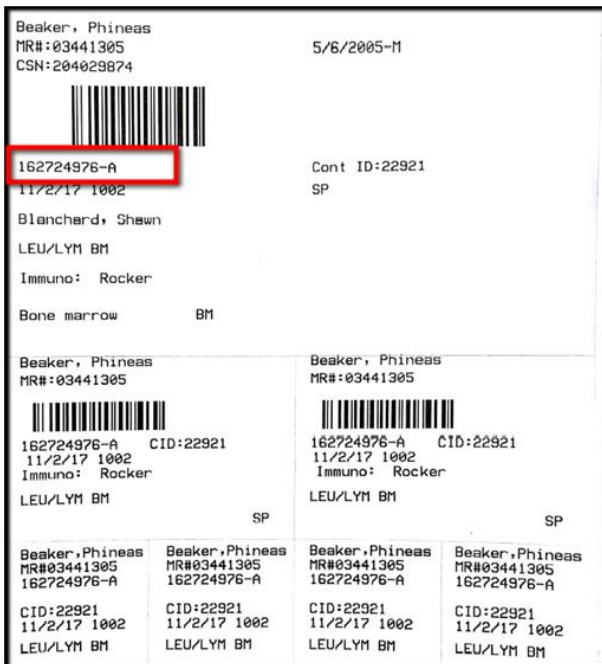 Beaker, Phineas
MR#:03441305 5/6/2005-M
CSN:204029874
162724976-A Cont ID:22921
11/2/17 1002 SP
Blanchard, Shawn
LEU/LYM BM
Immuno: Rocker
Bone marrow BM
Beaker, Phineas
MR#:03441305
162724976-A CID:22921
11/2/17 1002
Immuno: Rocker
LEU/LYM BM
SP
Beaker, Phineas
MR#:03441305
162724976-A CID:22921
11/2/17 1002
Immuno: Rocker
LEU/LYM BM
SP
Beaker,Phineas
MR#03441305
162724976-A
CID:22921
11/2/17 1002
LEU/LYM BM
Beaker,Phineas
MR#03441305
162724976-A
CID:22921
11/2/17 1002
LEU/LYM BM
Beaker,Phineas
MR#03441305
162724976-A
CID:22921
11/2/17 1002
LEU/LYM BM
Beaker,Phineas
MR#03441305
162724976-A
CID:22921
11/2/17 1002
LEU/LYM BM